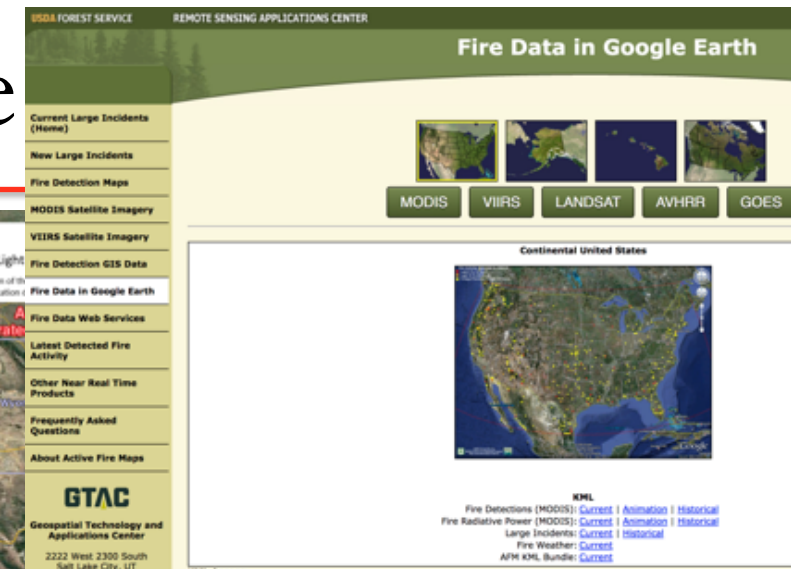 USDA FOREST SERVICE REMOTE SENSING APPLICATIONS CENTER
Fire Data in Google Earth
e
Current Large Incidents
(Home)
New Large Incidents
Fire Detection Maps
MODIS Satellite Imagery
VIIRS Satellite Imagery
Fire Detection GIS Data
Fire Data in Google Earth
Fire Data Web Services
Latest Detected Fire
Activity
Other Near Real Time
Products
Frequently Asked
Questions
About Active Fire Maps
GTAC
Geospatial Technology and
Applications Center
2222 West 2300 South
Salt Lake City, UT
MODIS VIIRS LANDSAT AVHRR GOES
Continental United States
Google
KML
Fire Detections (MODIS): Current | Animation | Historical
Fire Radiative Power (MODIS): Current | Animation | Historical
Large Incidents: Current | Historical
Fire Weather: Current
AFM KML Bundle: Current